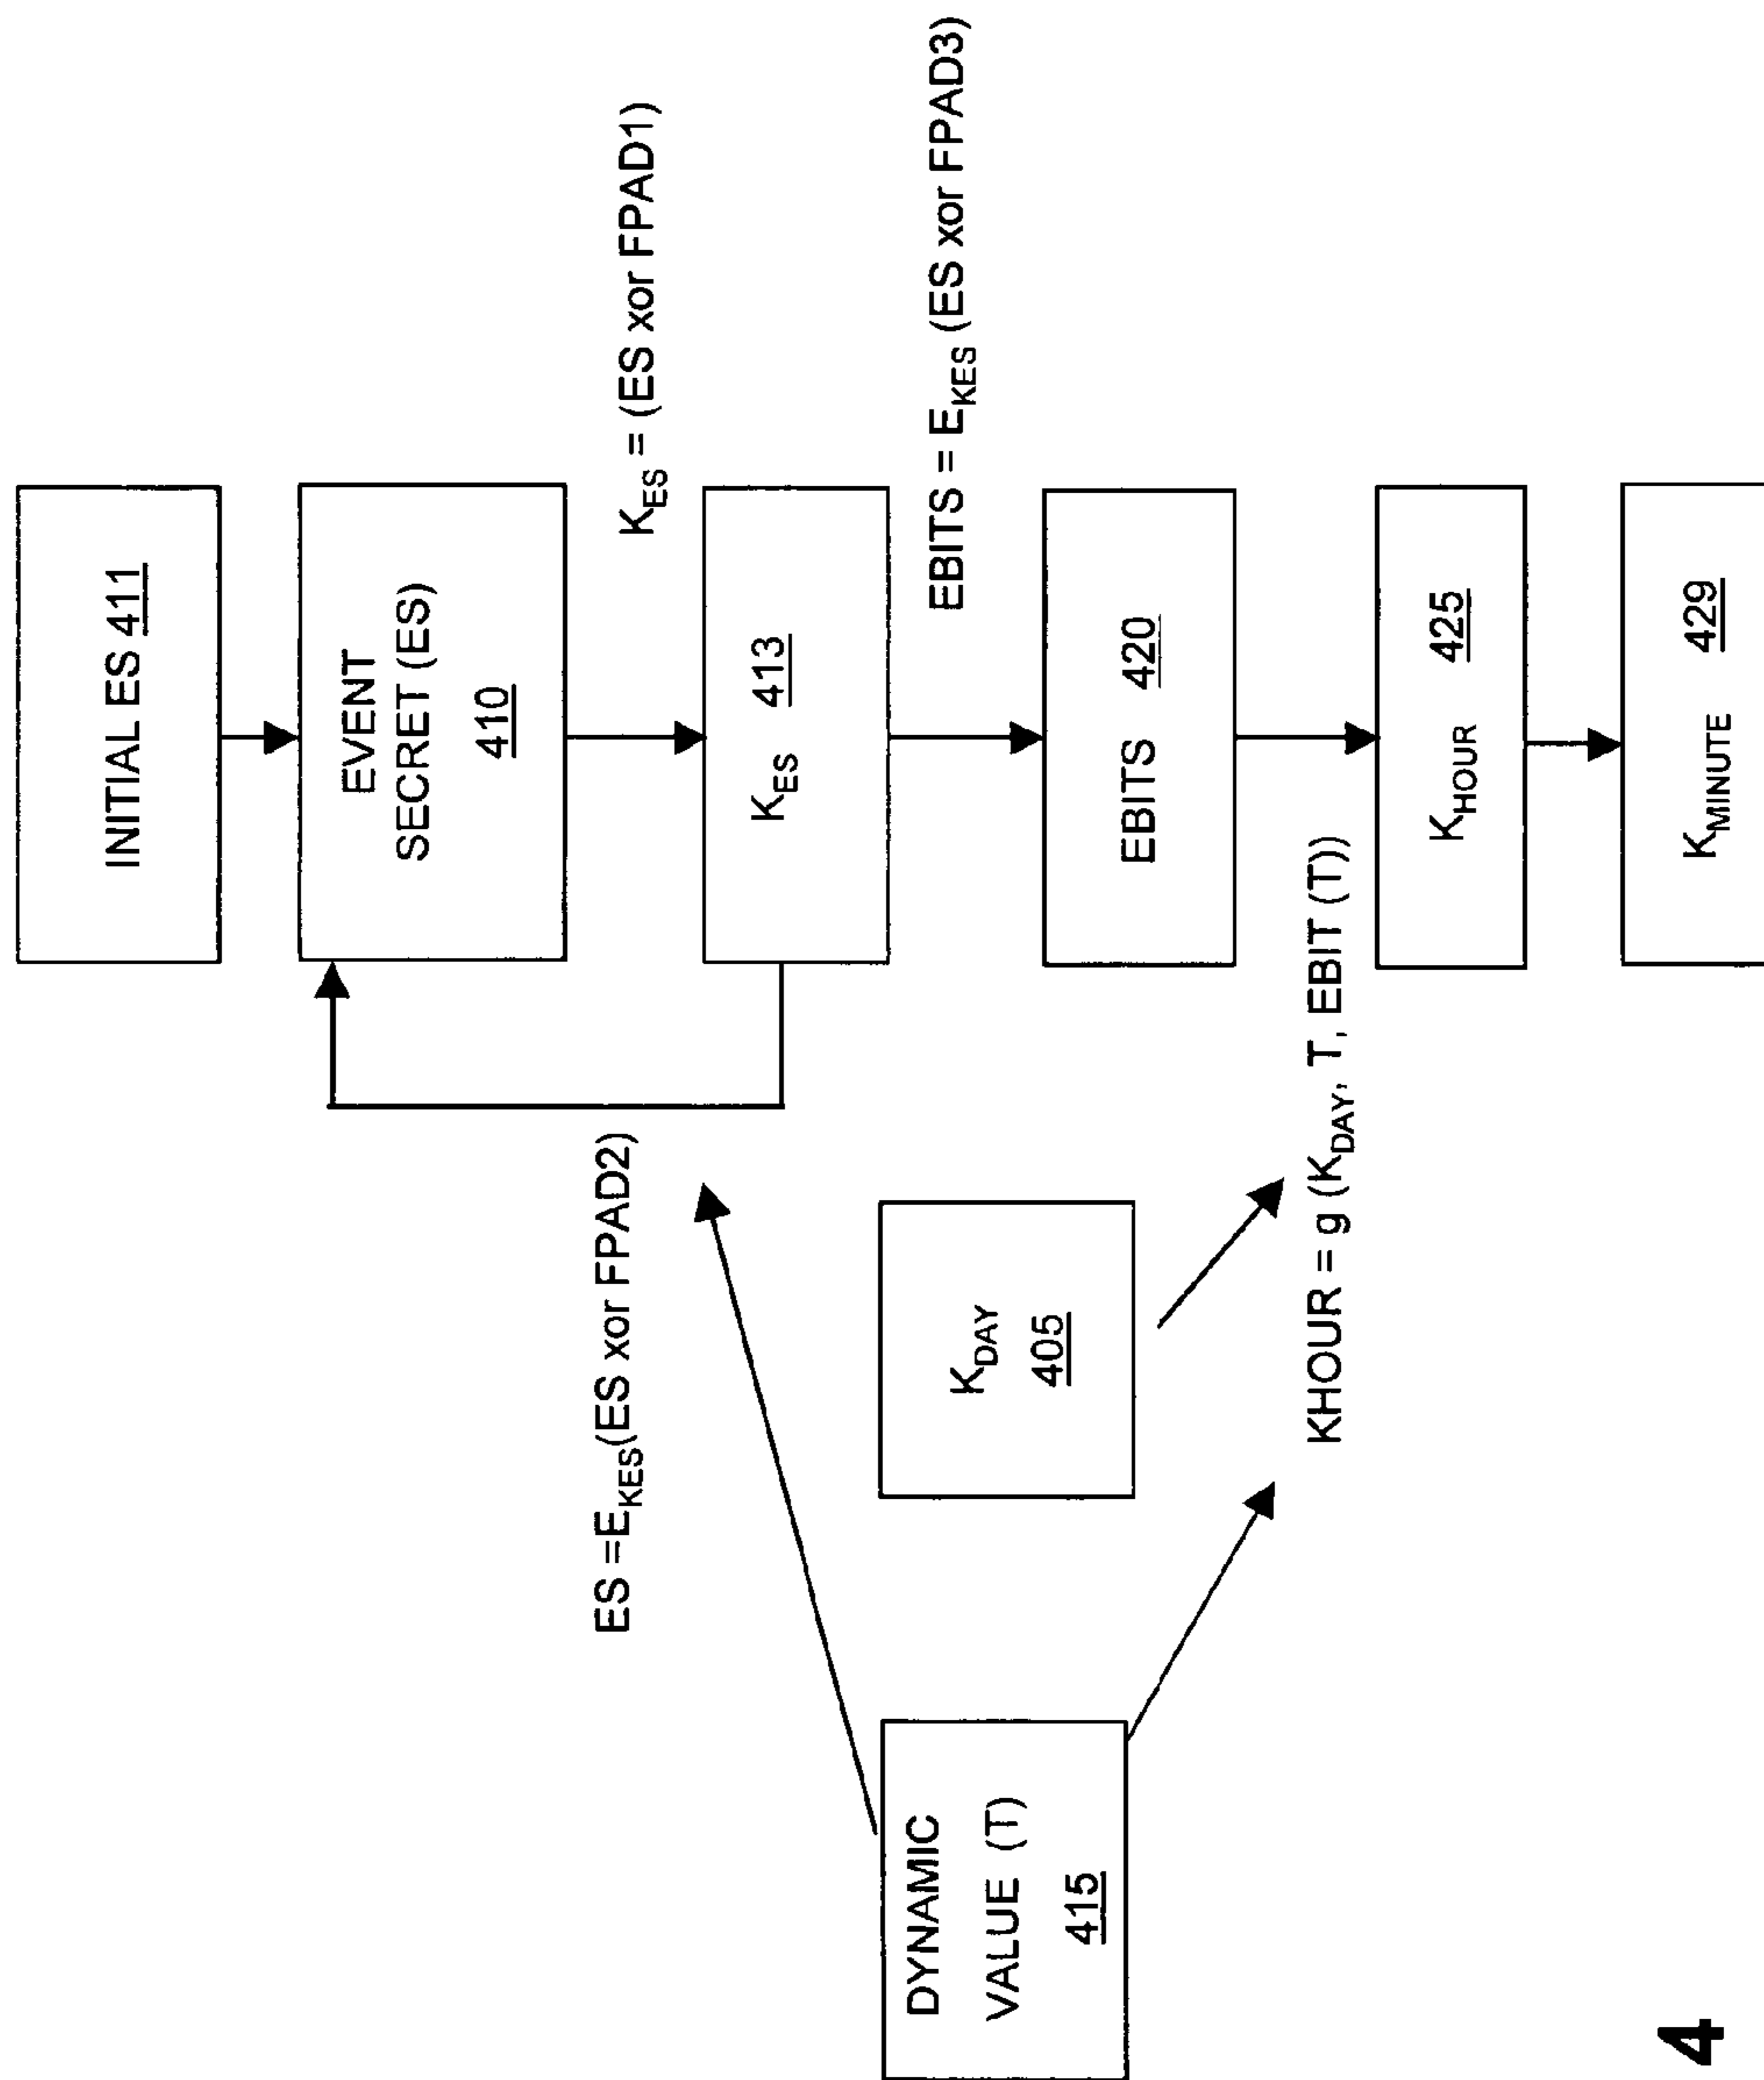 INITIAL ES 411
EVENT
SECRET (ES)
410
K_ES = (ES xor FPAD1)
ES =E_KES(ES xor FPAD2)
K_ES 413
EBITS = E_KES (ES xor FPAD3)
DYNAMIC
VALUE (T)
415
K_DAY
405
EBITS 420
KHOUR = g (K_DAY, T, EBIT (T))
K_HOUR 425
K_MINUTE 429
4